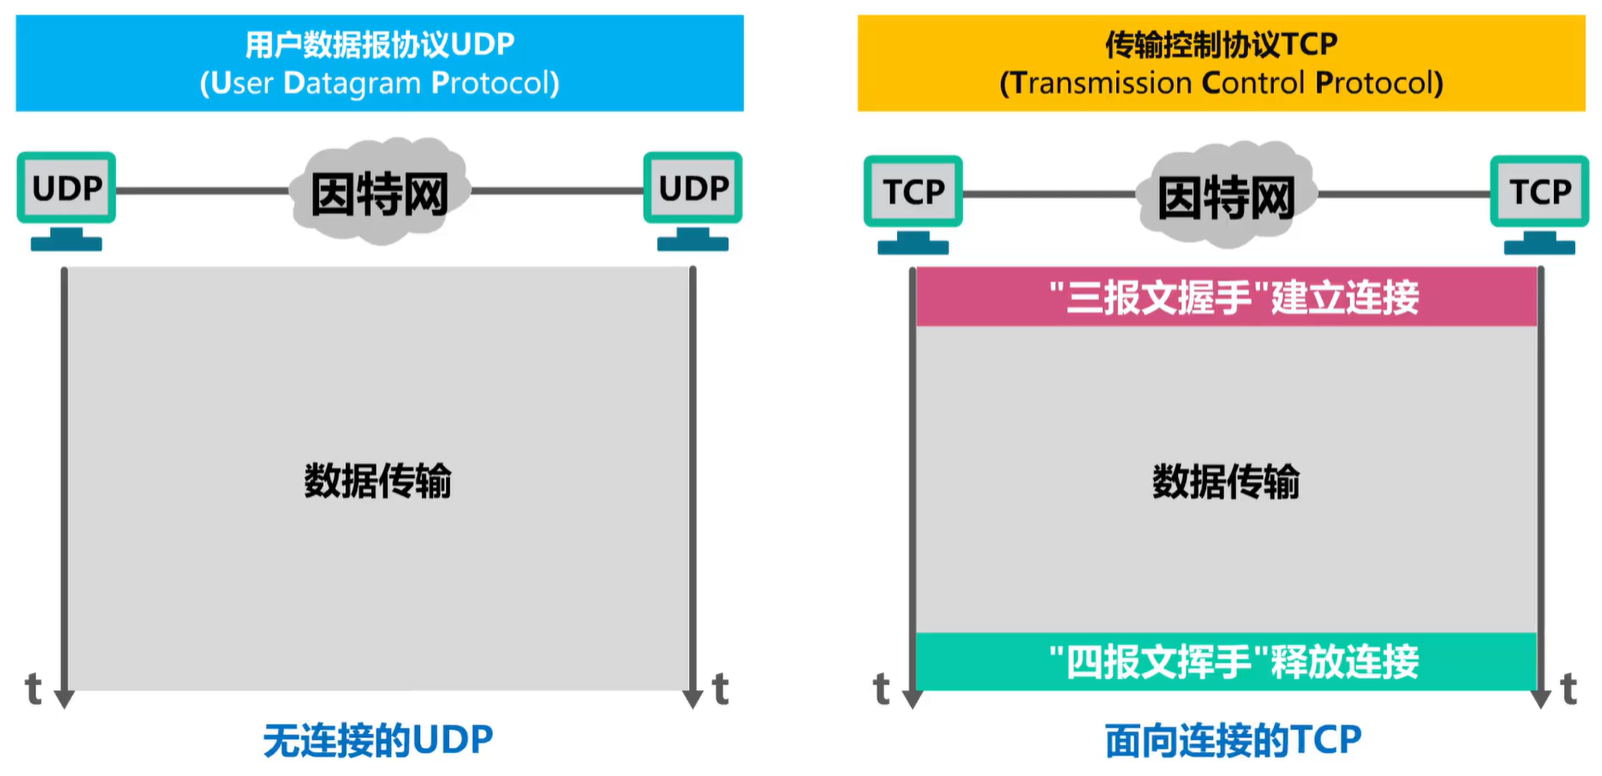 用户数据报协议UDP
(User Datagram Protocol)
UDP
因特网
UDP
数据传输
t
t
无连接的UDP
传输控制协议TCP
(Transmission Control Protocol)
TCP
因特网
TCP
"三报文握手"建立连接
数据传输
"四报文挥手"释放连接
t
t
面向连接的TCP